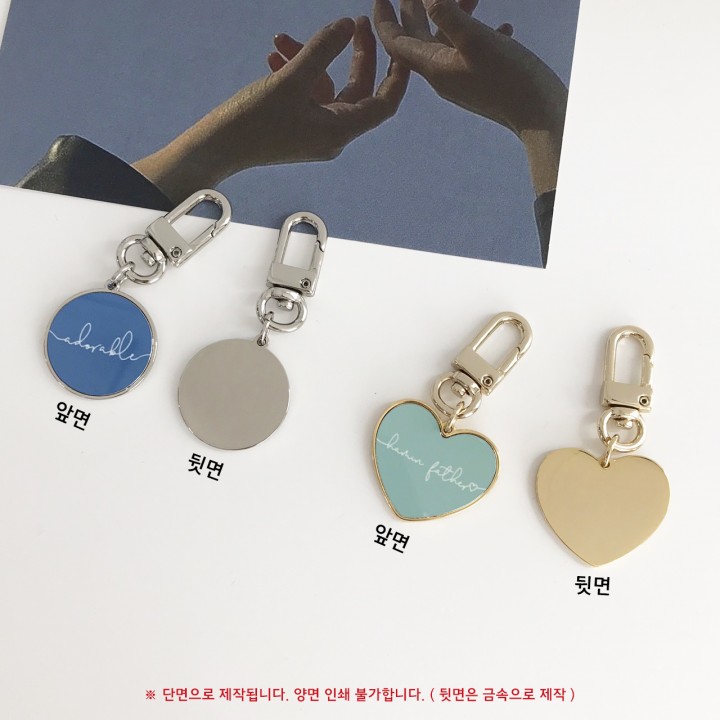 adorable
앞면
뒷면
hamin father♡
앞면
뒷면
※ 단면으로 제작됩니다. 양면 인쇄 불가합니다. ( 뒷면은 금속으로 제작 )